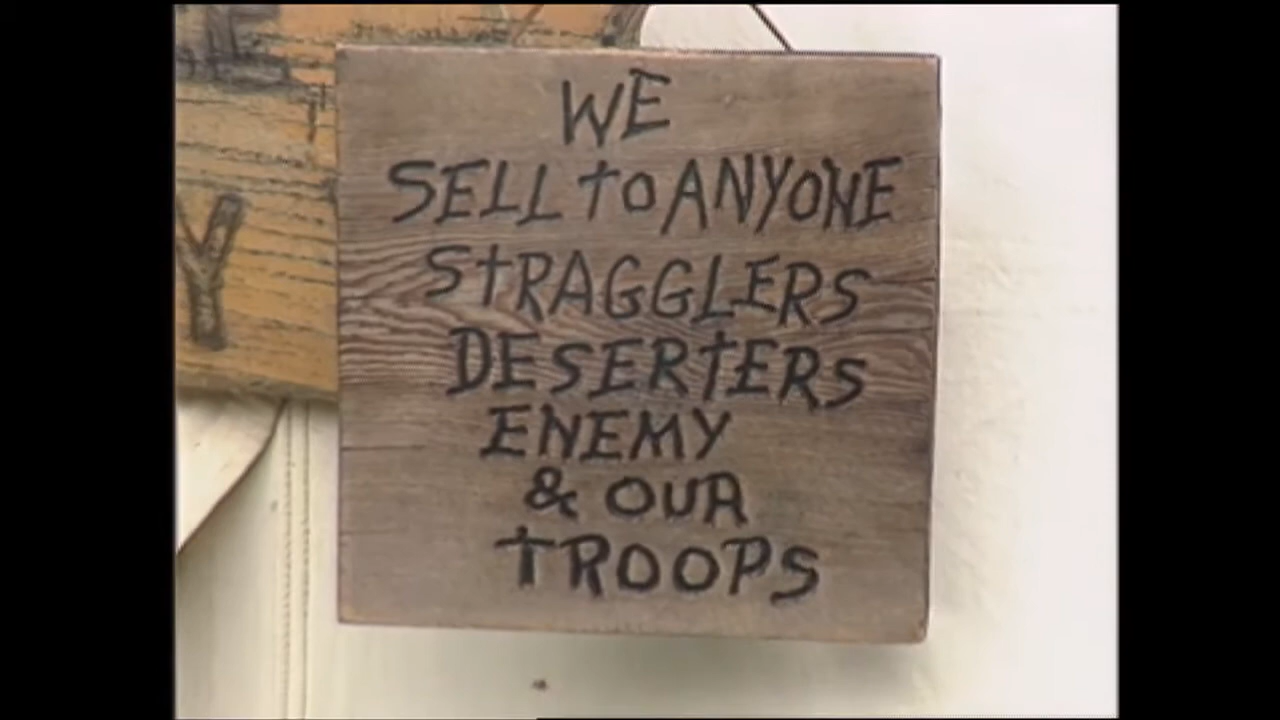 WE
SELL tO ANYONE
StRAGGLERS
DESERtERS
ENEMY
& OUR
TROOPS
Y